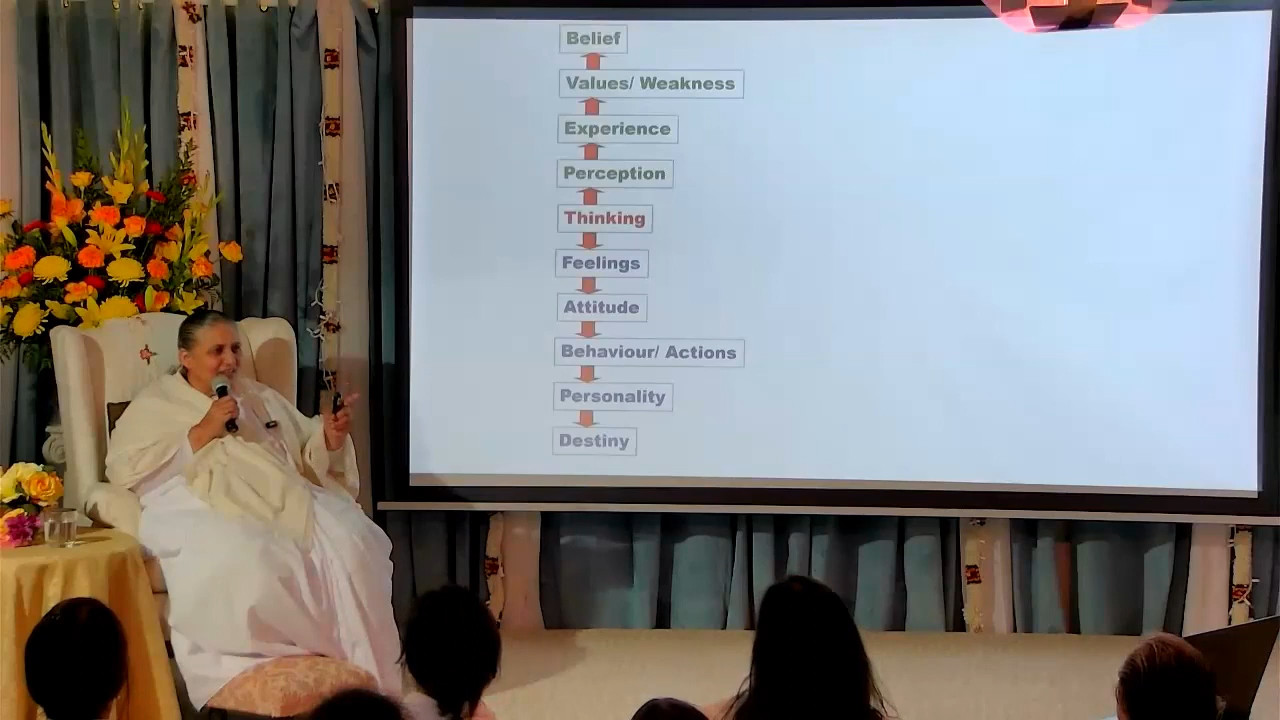 Belief
Values/ Weakness
Experience
Perception
Thinking
Feelings
Attitude
Behaviour/ Actions
Personality
Destiny